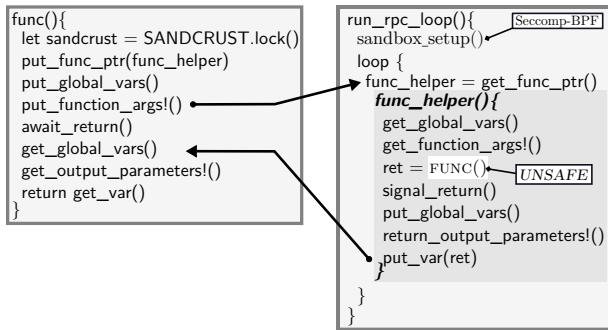 func(){
let sandcrust = SANDCRUST.lock()
put_func_ptr(func_helper)
put_global_vars()
put_function_args!()
await_return()
get_global_vars()
get_output_parameters!()
return get_var()
}
run_rpc_loop(){
Seccomp-BPF
sandbox_setup()
loop {
func_helper = get_func_ptr()
func_helper(){
get_global_vars()
get_function_args!()
ret = FUNC()
UNSAFE
signal_return()
put_global_vars()
return_output_parameters!()
put_var(ret)
}
}
}